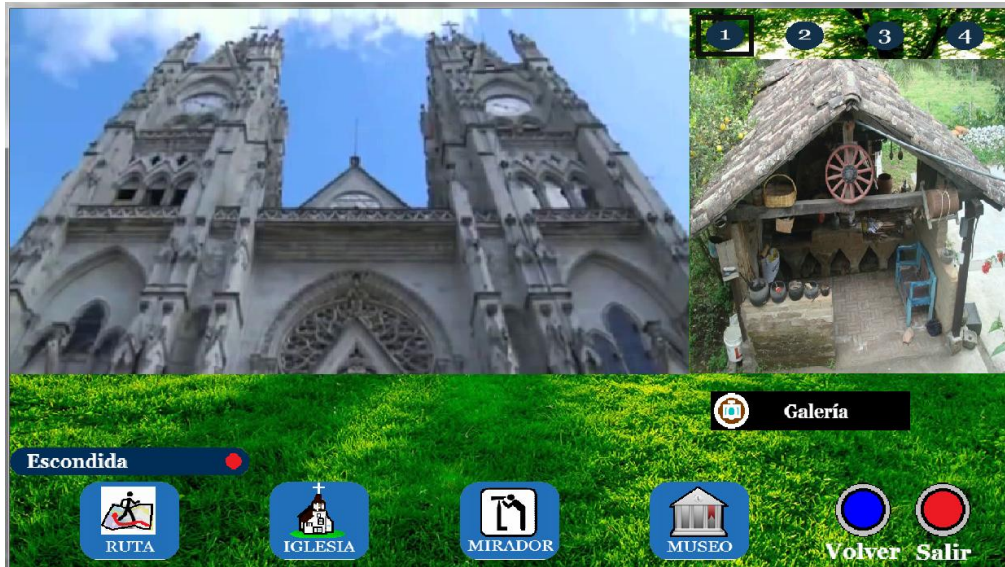 1 2 3 4
Galería
Escondida
RUTA IGLESIA MIRADOR MUSEO
Volver Salir